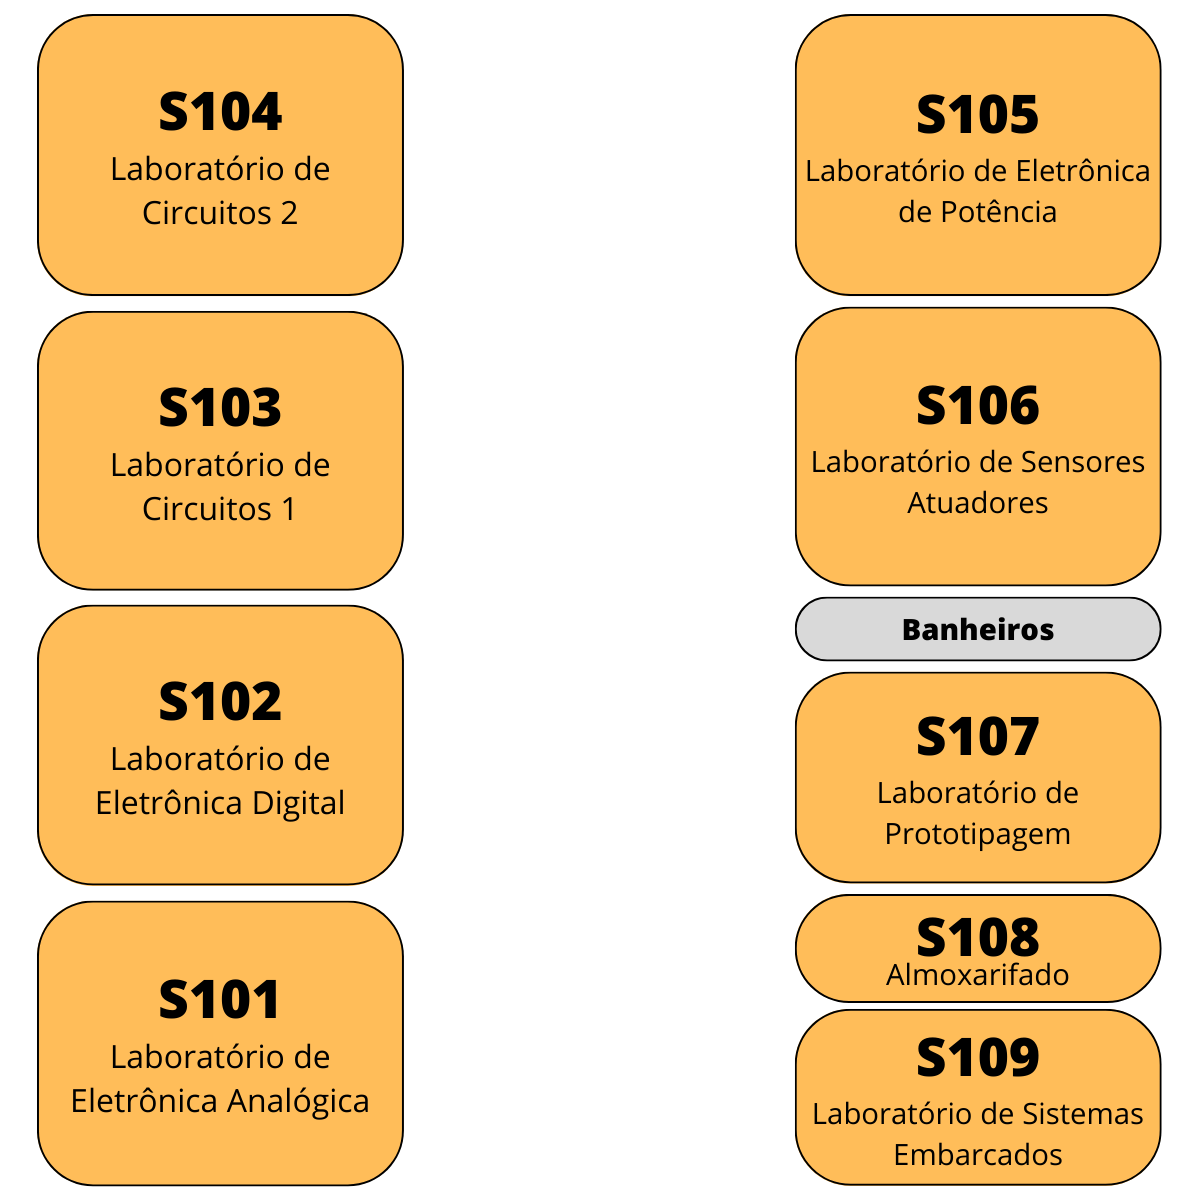 S104
Laboratório de
Circuitos 2
S103
Laboratório de
Circuitos 1
S102
Laboratório de
Eletrônica Digital
S101
Laboratório de
Eletrônica Analógica
S105
Laboratório de Eletrônica
de Potência
S106
Laboratório de Sensores
Atuadores
Banheiros
S107
Laboratório de
Prototipagem
S108
Almoxarifado
S109
Laboratório de Sistemas
Embarcados